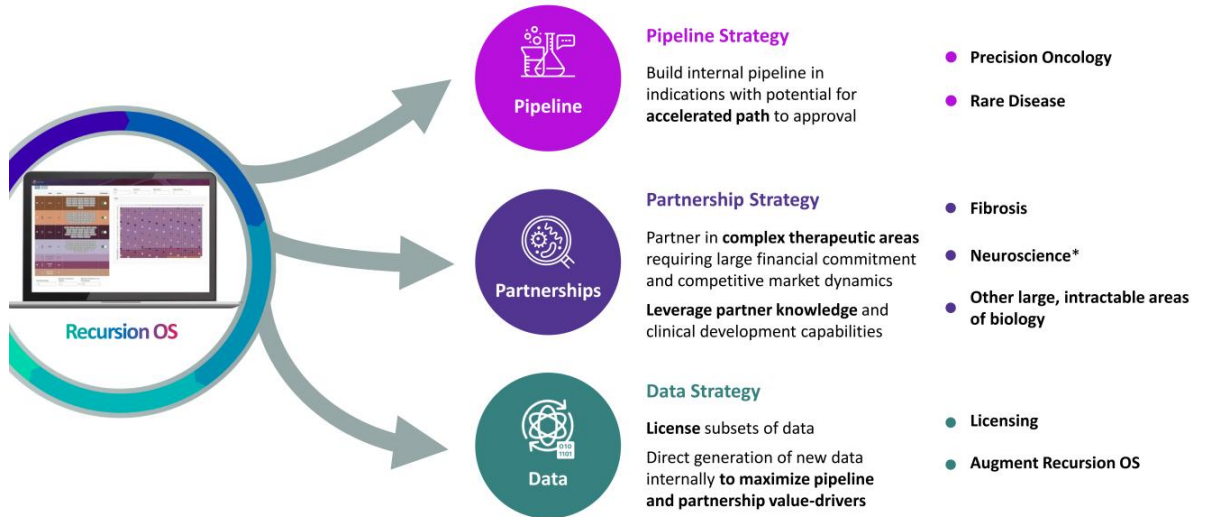 Pipeline
Pipeline Strategy
Build internal pipeline in
indications with potential for
accelerated path to approval
Precision Oncology
Rare Disease
Recursion OS
Partnerships
Partnership Strategy
Partner in complex therapeutic areas
requiring large financial commitment
and competitive market dynamics
Leverage partner knowledge and
clinical development capabilities
Fibrosis
Neuroscience*
Other large, intractable areas
of biology
010
1101
Data
Data Strategy
License subsets of data
Direct generation of new data
internally to maximize pipeline
and partnership value-drivers
Licensing
Augment Recursion OS